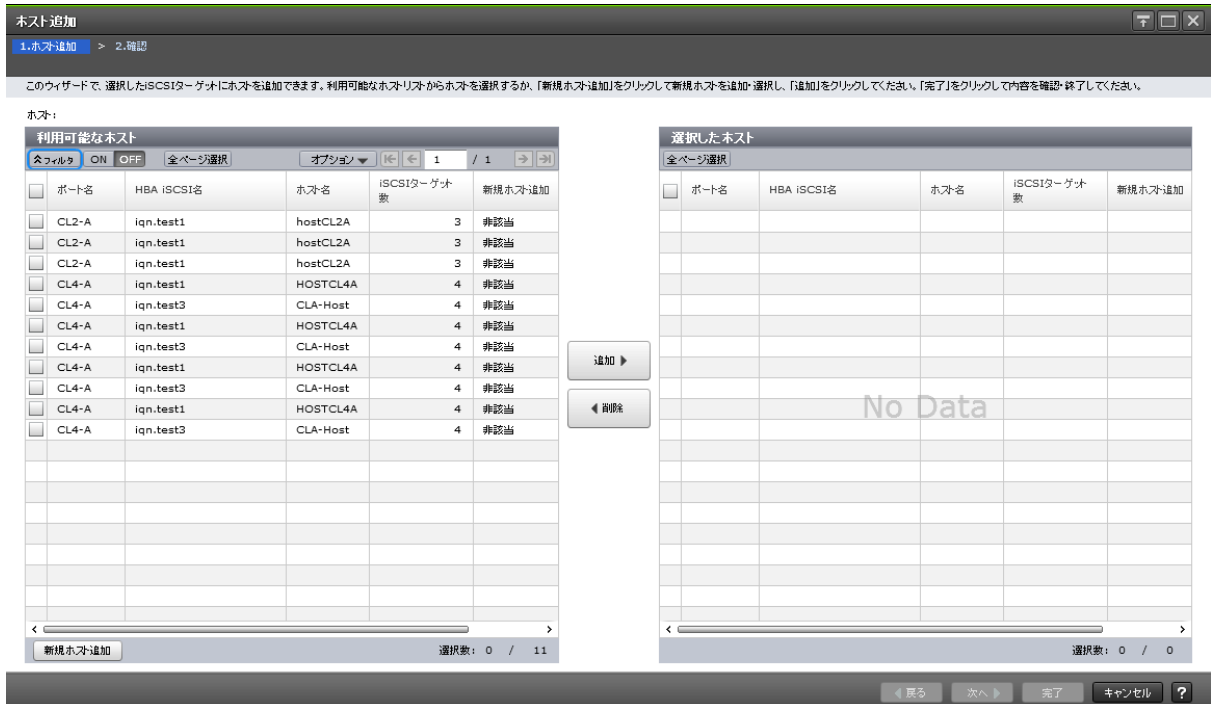 ホスト追加
1.ホスト追加 > 2.確認
このウィザードで、選択したiSCSIターゲットにホストを追加できます。利用可能なホストリストからホストを選択するか、「新規ホスト追加」をクリックして新規ホストを追加・選択し、「追加」をクリックしてください。「完了」をクリックして内容を確認・終了してください。
ホスト:
利用可能なホスト
フィルタ ON OFF 全ページ選択 オプション 1 / 1
ポート名 HBA iSCSI名 ホスト名 iSCSIターゲット数 新規ホスト追加
CL2-A iqn.test1 hostCL2A 3 非該当
CL2-A iqn.test1 hostCL2A 3 非該当
CL2-A iqn.test1 hostCL2A 3 非該当
CL4-A iqn.test1 HOSTCL4A 4 非該当
CL4-A iqn.test3 CLA-Host 4 非該当
CL4-A iqn.test1 HOSTCL4A 4 非該当
CL4-A iqn.test3 CLA-Host 4 非該当
CL4-A iqn.test1 HOSTCL4A 4 非該当
CL4-A iqn.test3 CLA-Host 4 非該当
CL4-A iqn.test1 HOSTCL4A 4 非該当
CL4-A iqn.test3 CLA-Host 4 非該当
新規ホスト追加 選択数: 0 / 11
追加
削除
選択したホスト
全ページ選択
ポート名 HBA iSCSI名 ホスト名 iSCSIターゲット数 新規ホスト追加
No Data
選択数: 0 / 0
戻る 次へ 完了 キャンセル ?